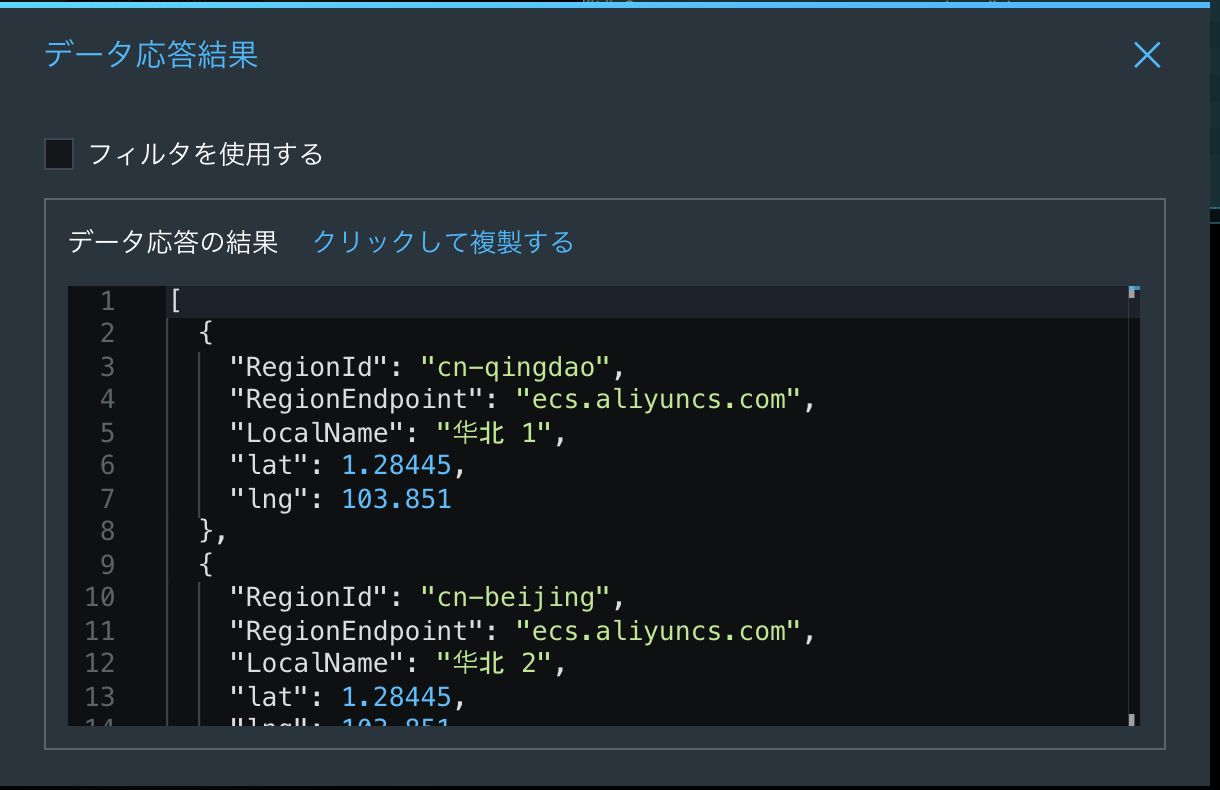 データ応答結果
フィルタを使用する
データ応答の結果 クリックして複製する
1 [
2 {
3 "RegionId": "cn-qingdao",
4 "RegionEndpoint": "ecs.aliyuncs.com",
5 "LocalName": "华北 1",
6 "lat": 1.28445,
7 "lng": 103.851
8 },
9 {
10 "RegionId": "cn-beijing",
11 "RegionEndpoint": "ecs.aliyuncs.com",
12 "LocalName": "华北 2",
13 "lat": 1.28445,
14 "lng": 103.851